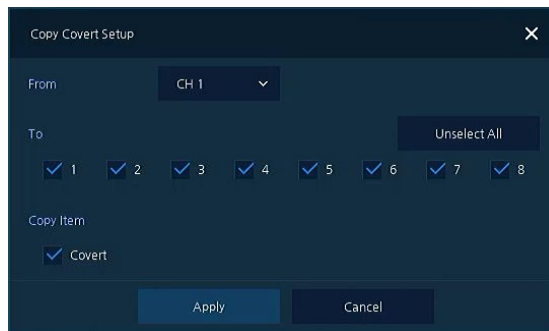 Copy Covert Setup
From CH 1
To Unselect All
1 2 3 4 5 6 7 8
Copy Item
Covert
Apply Cancel